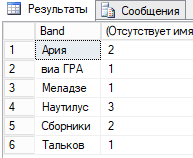 Результаты Сообщения
Band (Отсутствует имя
1 Ария 2
2 виа ГРА 1
3 Меладзе 1
4 Наутилус 3
5 Сборники 2
6 Тальков 1